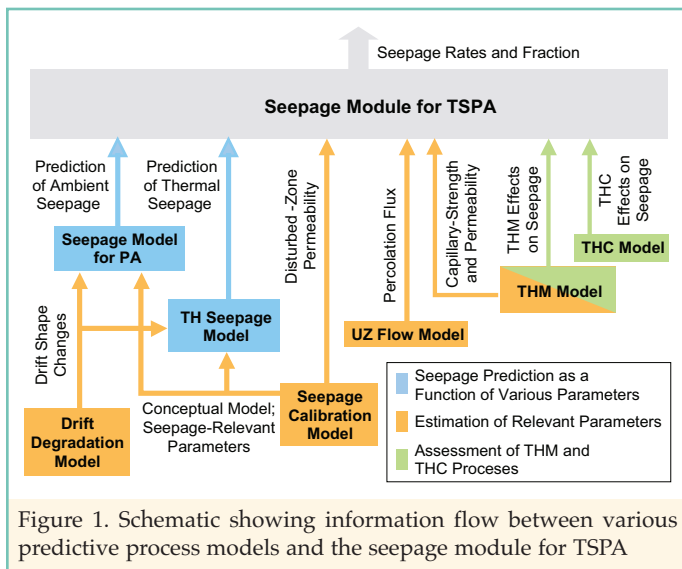 Seepage Rates and Fraction
Seepage Module for TSPA
Prediction
of Ambient
Seepage
Prediction
of Thermal
Seepage
Disturbed -Zone
Permeability
Percolation Flux
Capillary-Strength
and Permeability
THM Effects
on Seepage
THC
Effects on
Seepage
Seepage Model
for PA
THC Model
THM Model
TH Seepage
Model
UZ Flow Model
Drift Shape
Changes
Drift
Degradation
Model
Conceptual Model;
Seepage-Relevant
Parameters
Seepage
Calibration
Model
Seepage Prediction as a
Function of Various Parameters
Estimation of Relevant Parameters
Assessment of THM and
THC Proceses
Figure 1. Schematic showing information flow between various
predictive process models and the seepage module for TSPA